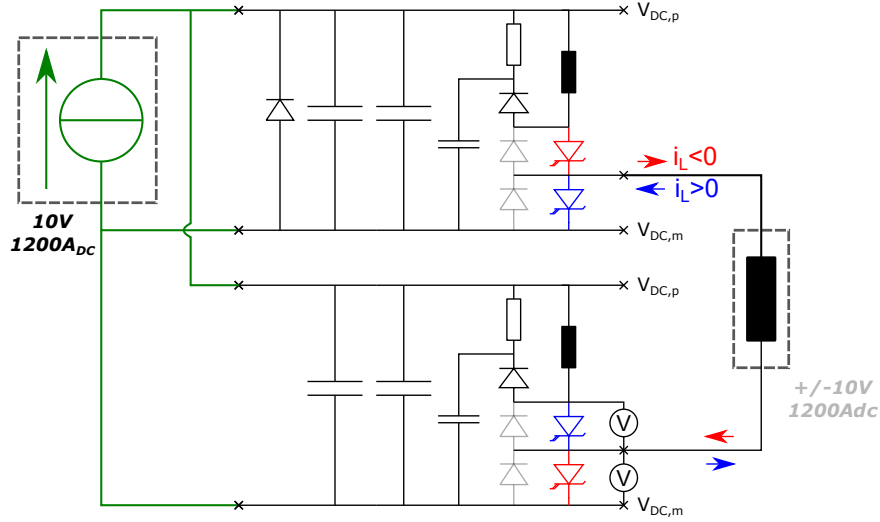 V_DC,p
i_L<0
i_L>0
10V
1200A_DC
V_DC,m
V_DC,p
+/-10V
1200Adc
V
V
V_DC,m